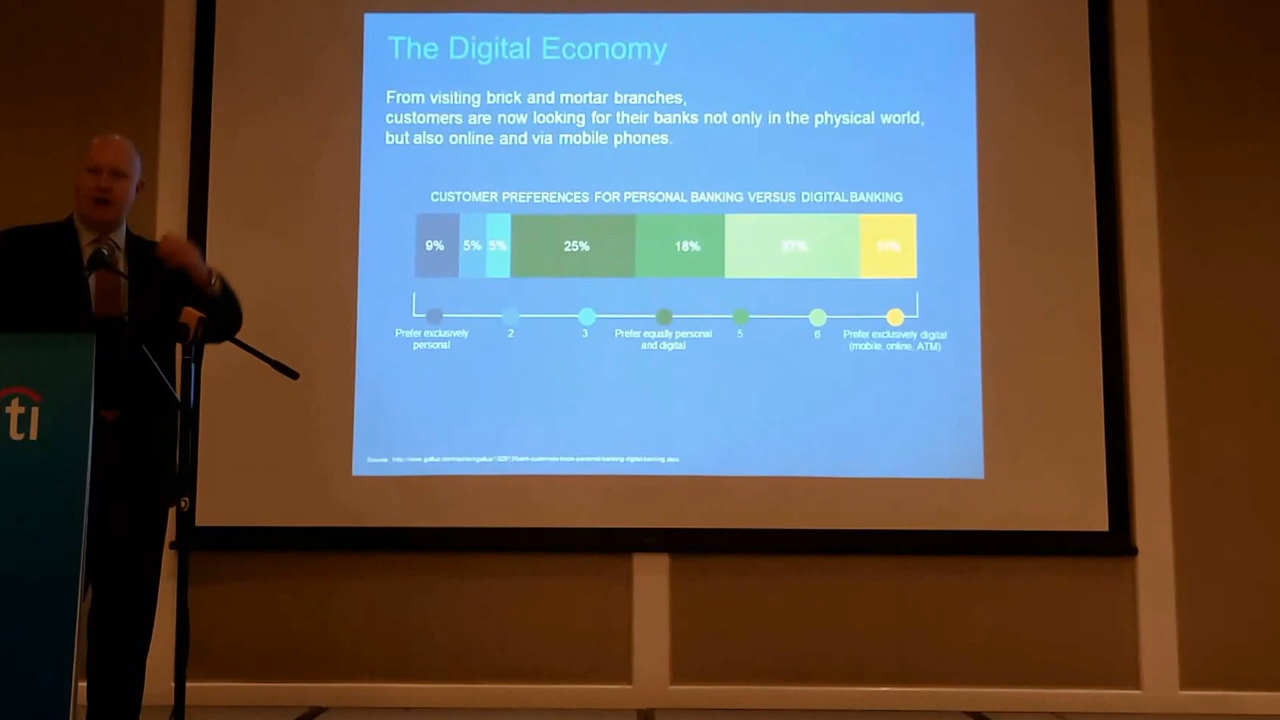 The Digital Economy
From visiting brick and mortar branches,
customers are now looking for their banks not only in the physical world,
but also online and via mobile phones.
CUSTOMER PREFERENCES FOR PERSONAL BANKING VERSUS DIGITAL BANKING
9% 5% 5% 25% 18% 27% 11%
Prefer exclusively personal
2
3
Prefer equally personal and digital
5
6
Prefer exclusively digital (mobile, online, ATM)
ti